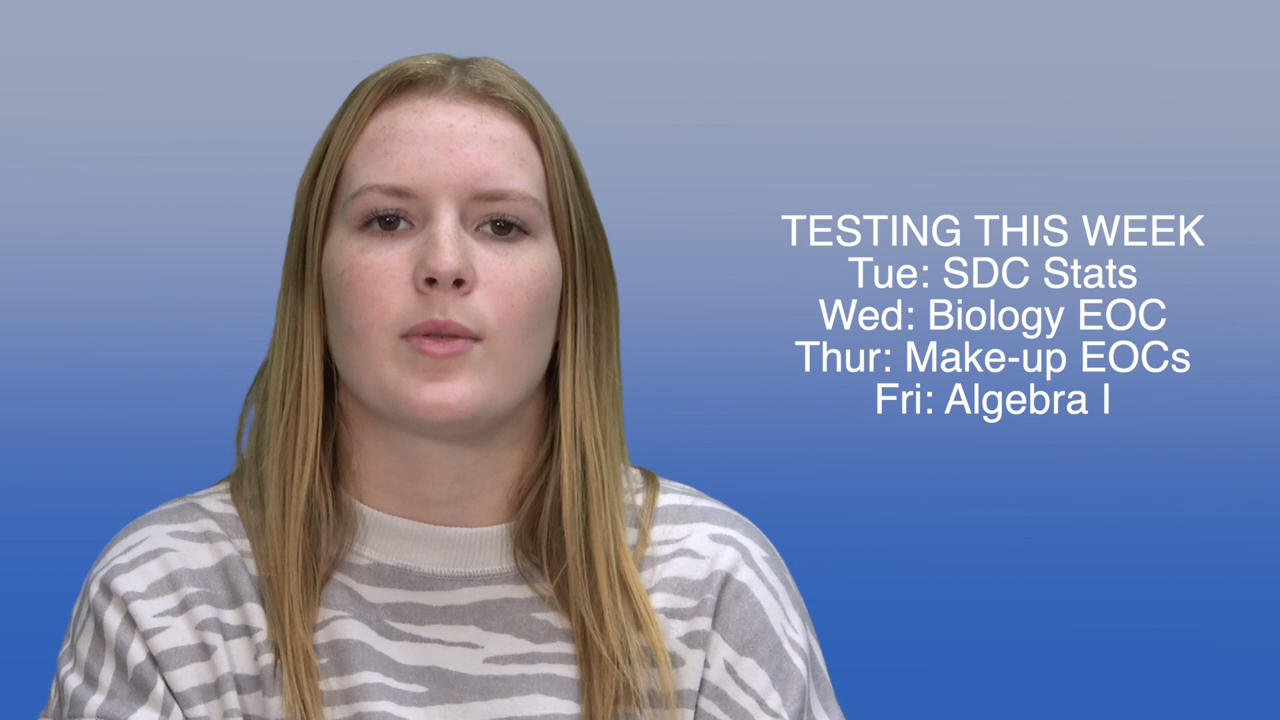 TESTING THIS WEEK
Tue: SDC Stats
Wed: Biology EOC
Thur: Make-up EOCs
Fri: Algebra I